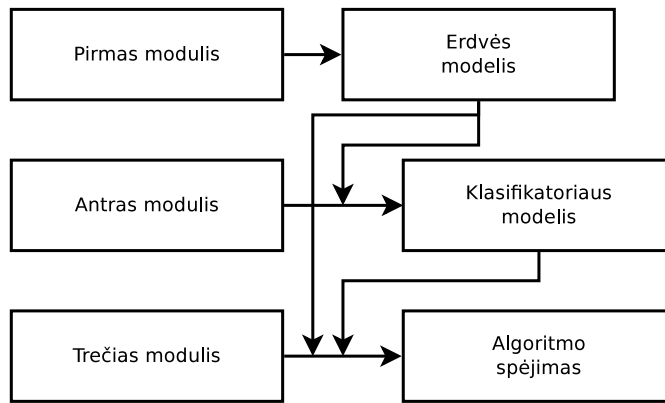 Pirmas modulis
Erdvės
modelis
Antras modulis
Klasifikatoriaus
modelis
Trečias modulis
Algoritmo
spėjimas